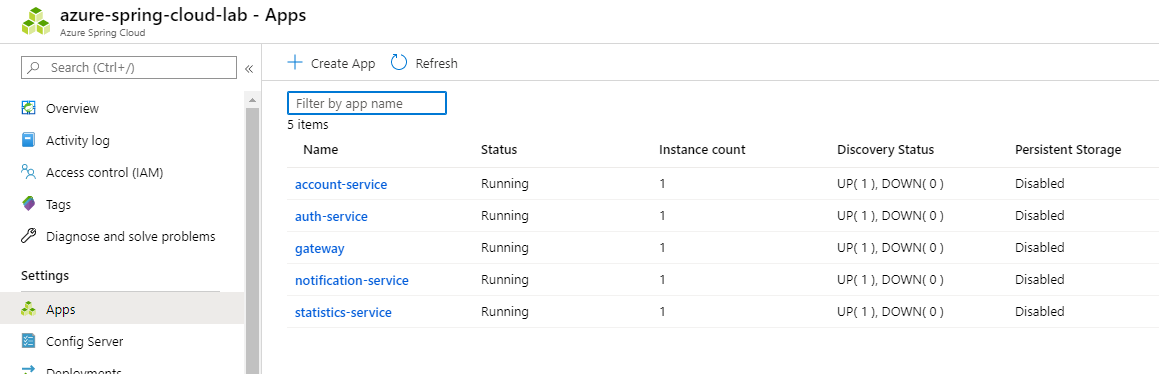 azure-spring-cloud-lab - Apps
Azure Spring Cloud
Search (Ctrl+/)
«
Overview
Activity log
Access control (IAM)
Tags
Diagnose and solve problems
Settings
Apps
Config Server
Deployments
Create App Refresh
Filter by app name
5 items
Name Status Instance count Discovery Status Persistent Storage
account-service Running 1 UP( 1 ), DOWN( 0 ) Disabled
auth-service Running 1 UP( 1 ), DOWN( 0 ) Disabled
gateway Running 1 UP( 1 ), DOWN( 0 ) Disabled
notification-service Running 1 UP( 1 ), DOWN( 0 ) Disabled
statistics-service Running 1 UP( 1 ), DOWN( 0 ) Disabled